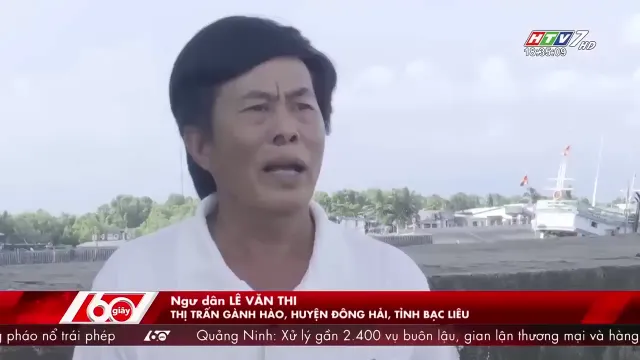 HTV7 HD
18:35:09
60 giây
Ngư dân LÊ VĂN THI
THỊ TRẤN GÀNH HÀO, HUYỆN ĐÔNG HẢI, TỈNH BẠC LIÊU
g pháo nổ trái phép 60 Quảng Ninh: Xử lý gần 2.400 vụ buôn lậu, gian lận thương mại và hàng